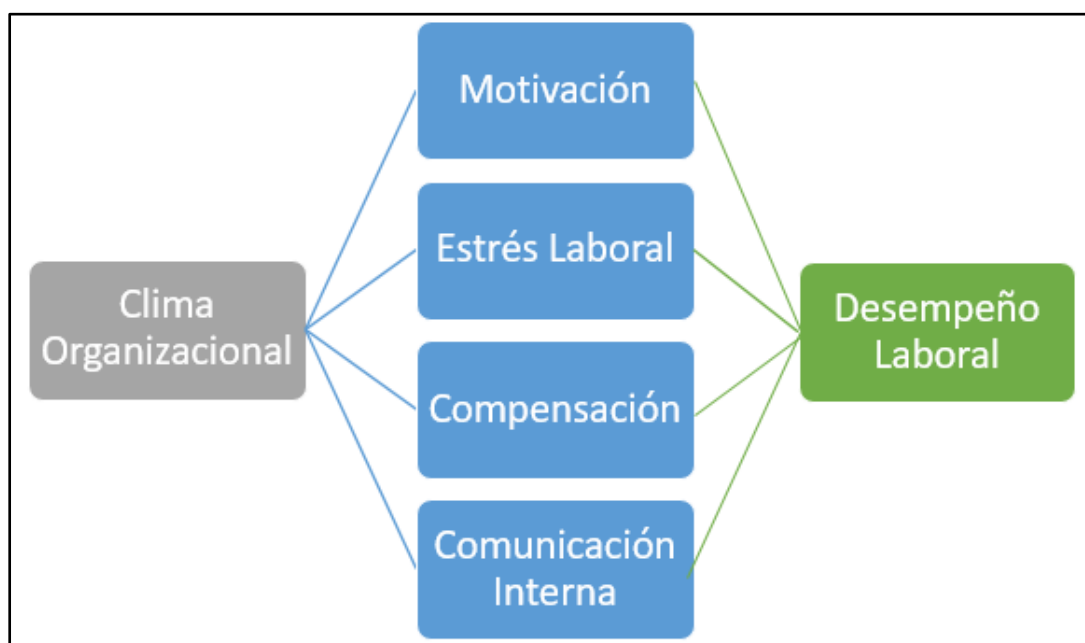 Motivación
Estrés Laboral
Clima
Organizacional
Desempeño
Laboral
Compensación
Comunicación
Interna